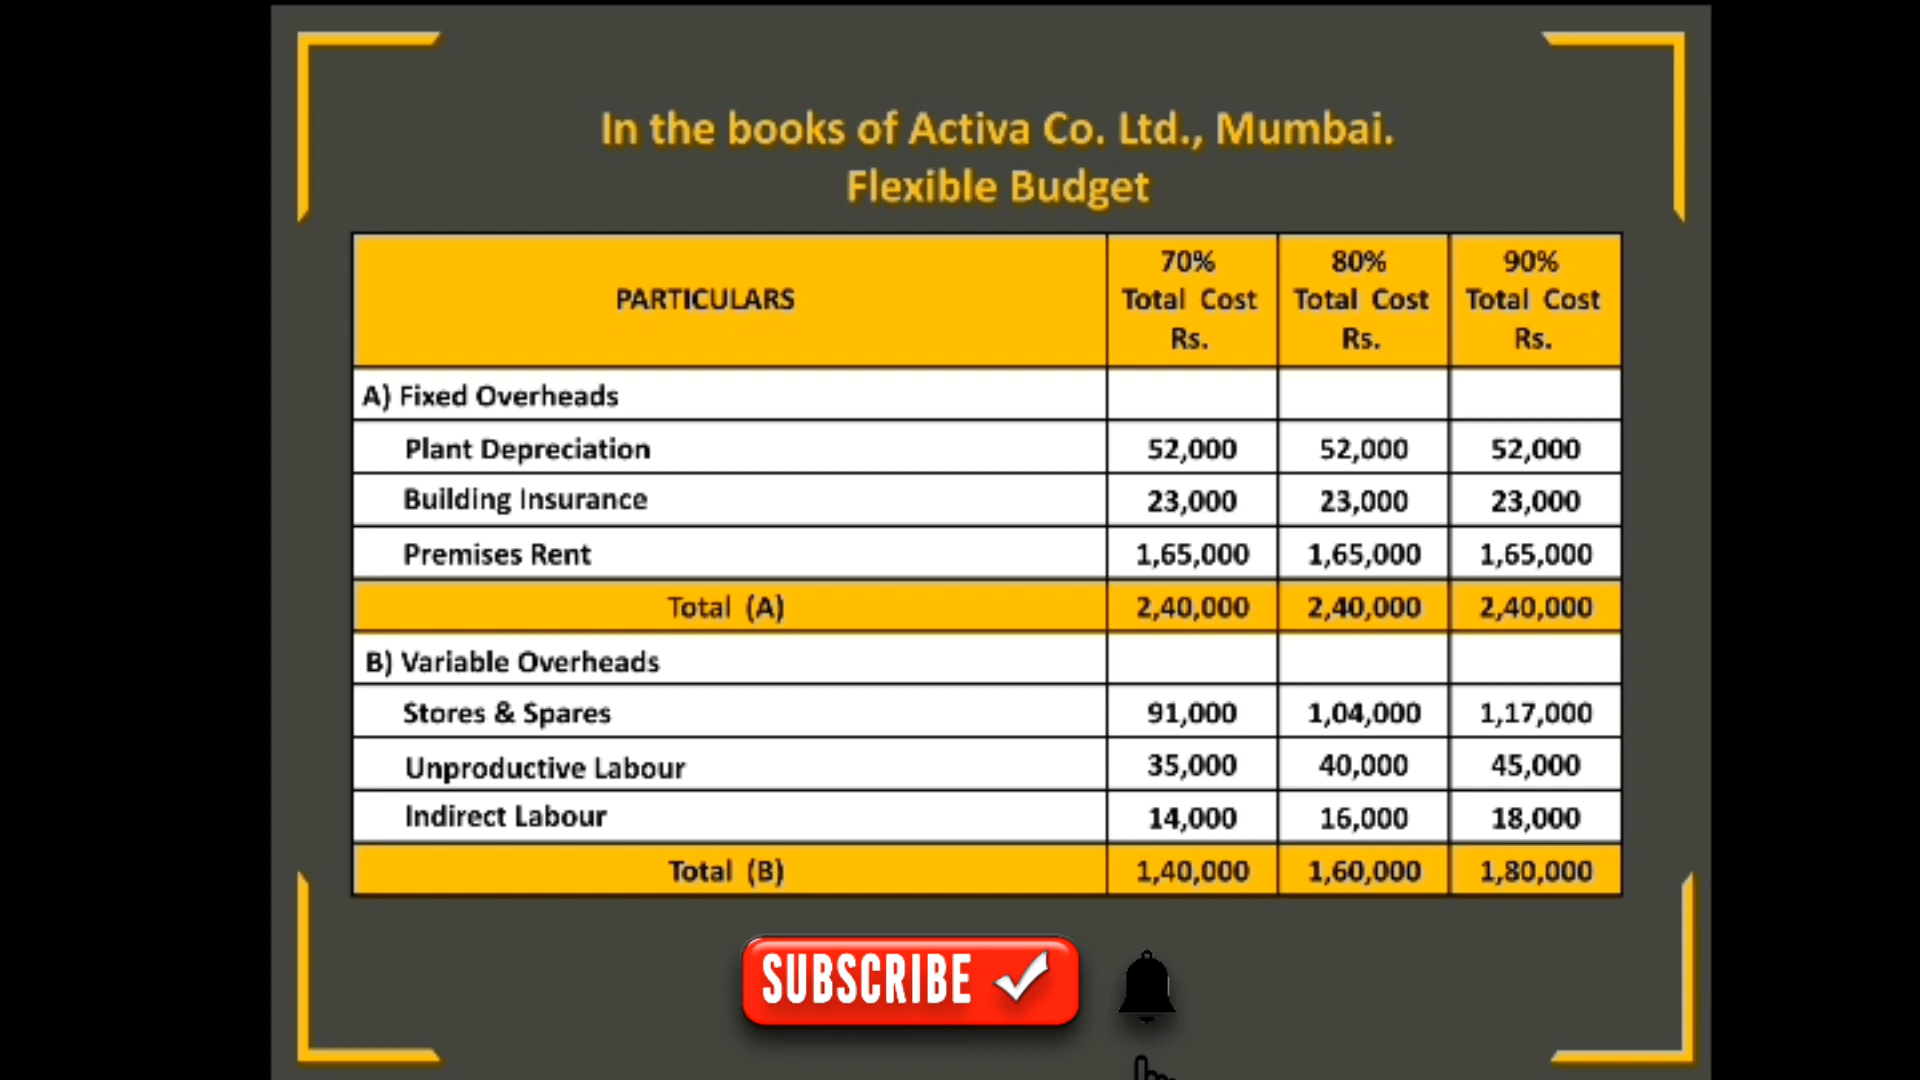 In the books of Activa Co. Ltd., Mumbai.
Flexible Budget
PARTICULARS 70% Total Cost Rs. 80% Total Cost Rs. 90% Total Cost Rs.
A) Fixed Overheads
Plant Depreciation 52,000 52,000 52,000
Building Insurance 23,000 23,000 23,000
Premises Rent 1,65,000 1,65,000 1,65,000
Total (A) 2,40,000 2,40,000 2,40,000
B) Variable Overheads
Stores & Spares 91,000 1,04,000 1,17,000
Unproductive Labour 35,000 40,000 45,000
Indirect Labour 14,000 16,000 18,000
Total (B) 1,40,000 1,60,000 1,80,000
SUBSCRIBE